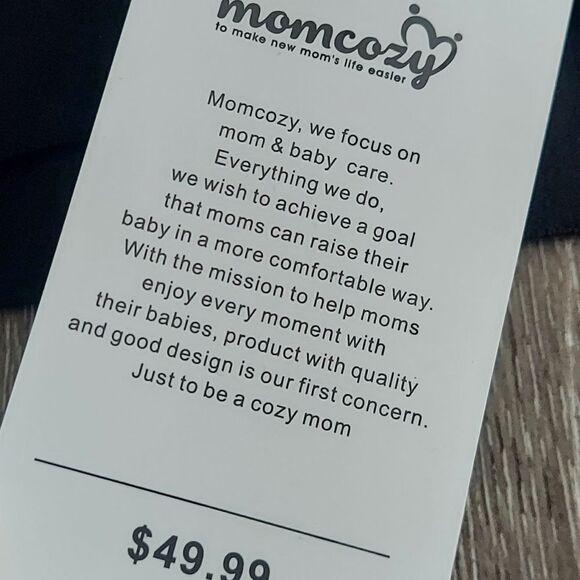 momcozy
to make new mom's life easier
Momcozy, we focus on
mom & baby care.
Everything we do,
we wish to achieve a goal
that moms can raise their
baby in a more comfortable way.
With the mission to help moms
enjoy every moment with
their babies, product with quality
and good design is our first concern.
Just to be a cozy mom
$49.99